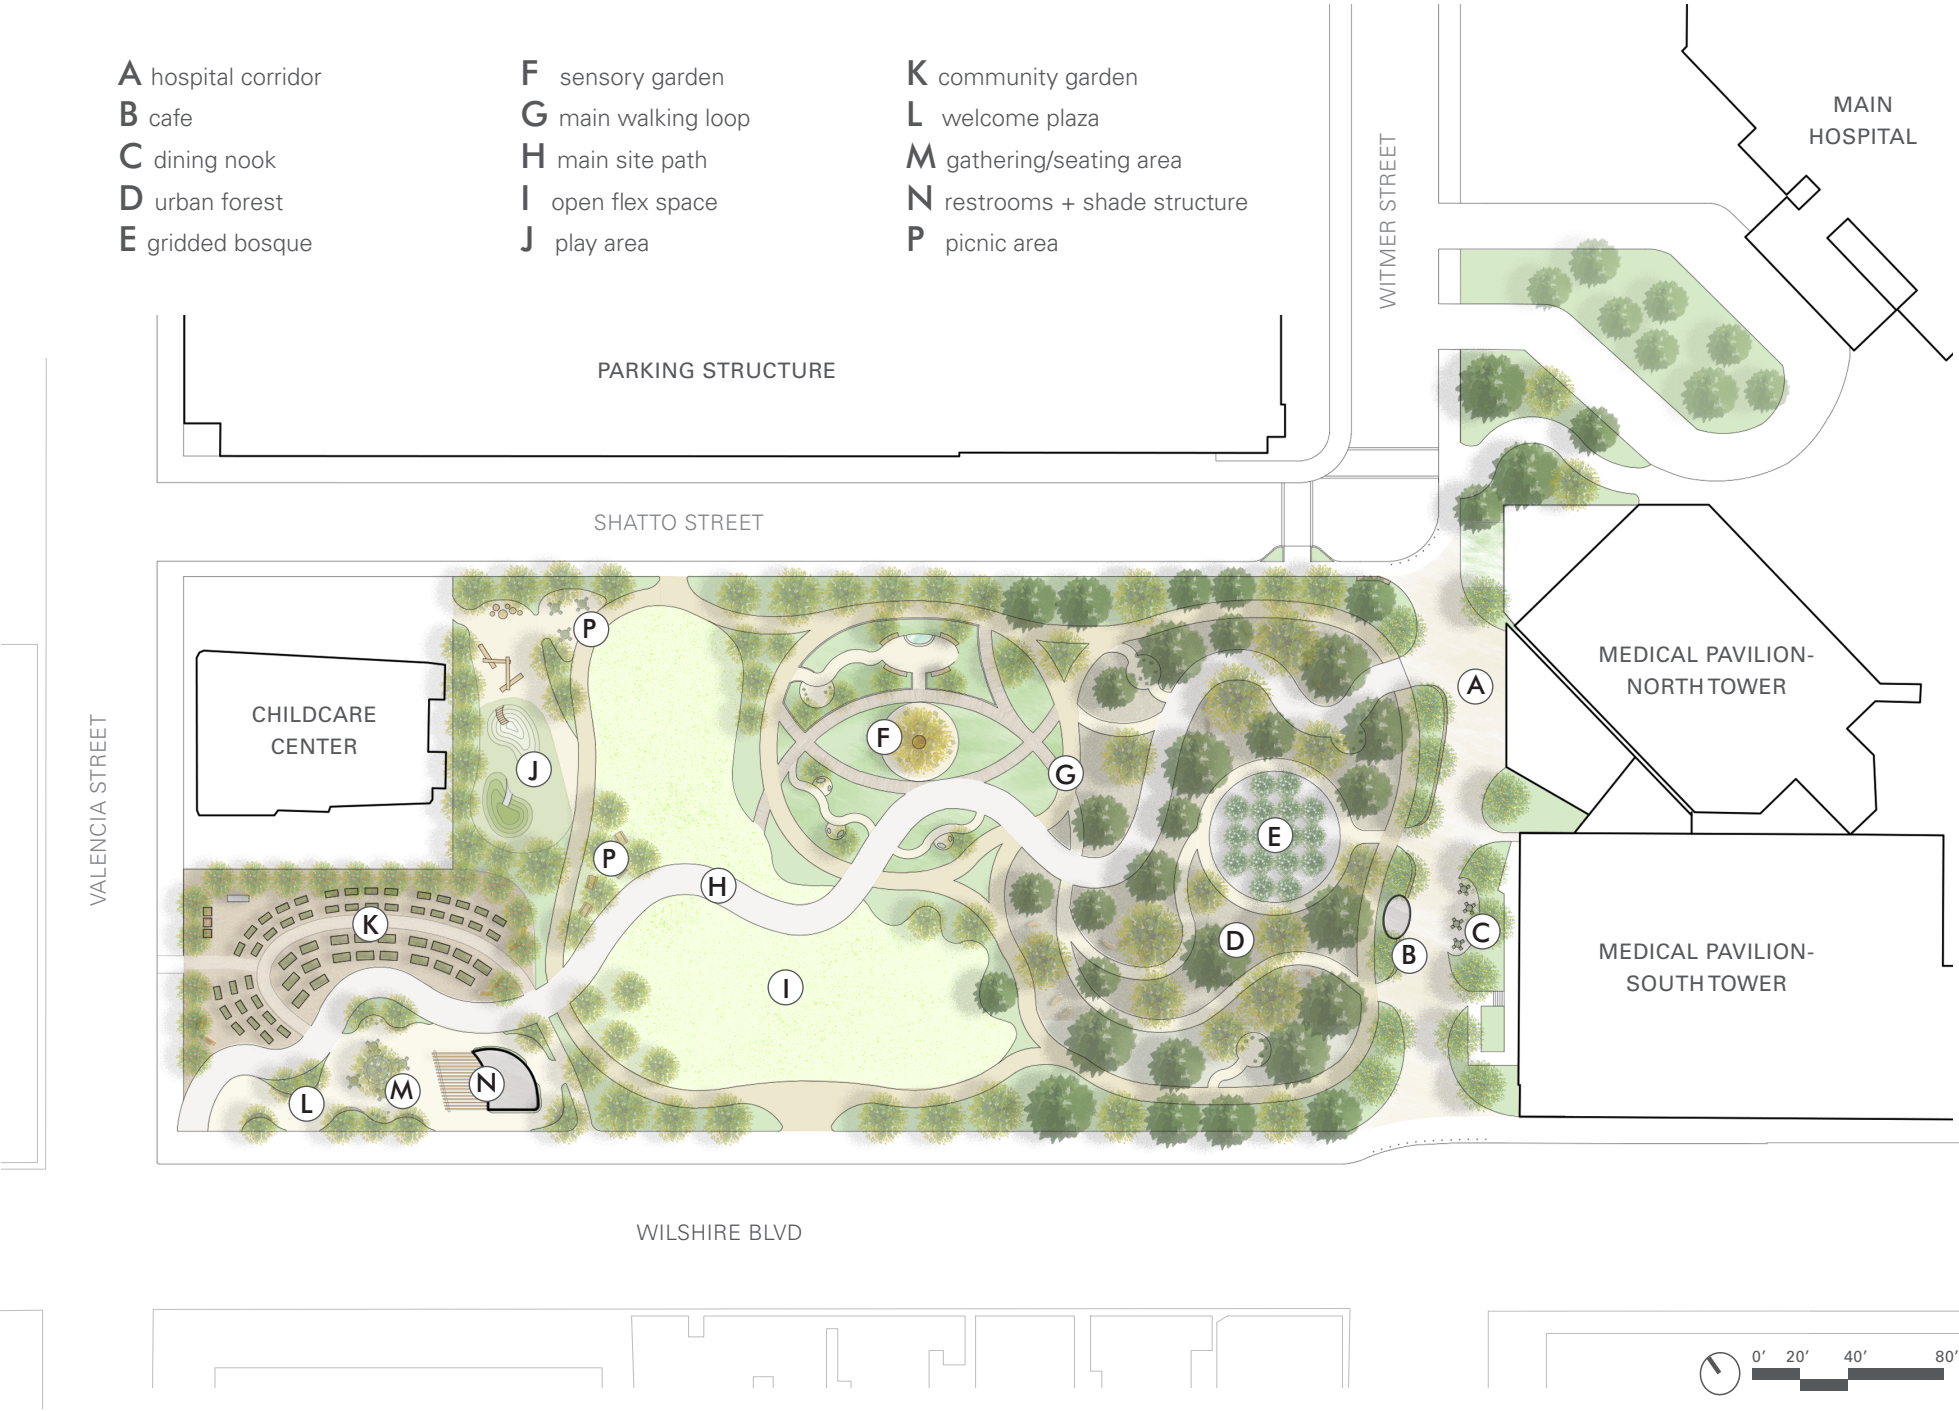 A hospital corridor
B cafe
C dining nook
D urban forest
E gridded bosque
F sensory garden
G main walking loop
H main site path
I open flex space
J play area
K community garden
L welcome plaza
M gathering/seating area
N restrooms + shade structure
P picnic area
MAIN
HOSPITAL
WITMER STREET
PARKING STRUCTURE
SHATTO STREET
P
A
MEDICAL PAVILION-
NORTH TOWER
CHILDCARE
CENTER
F
G
J
VALENCIA STREET
E
P
H
K
D
B
C
MEDICAL PAVILION-
SOUTH TOWER
I
L
M
N
WILSHIRE BLVD
0' 20' 40' 80'